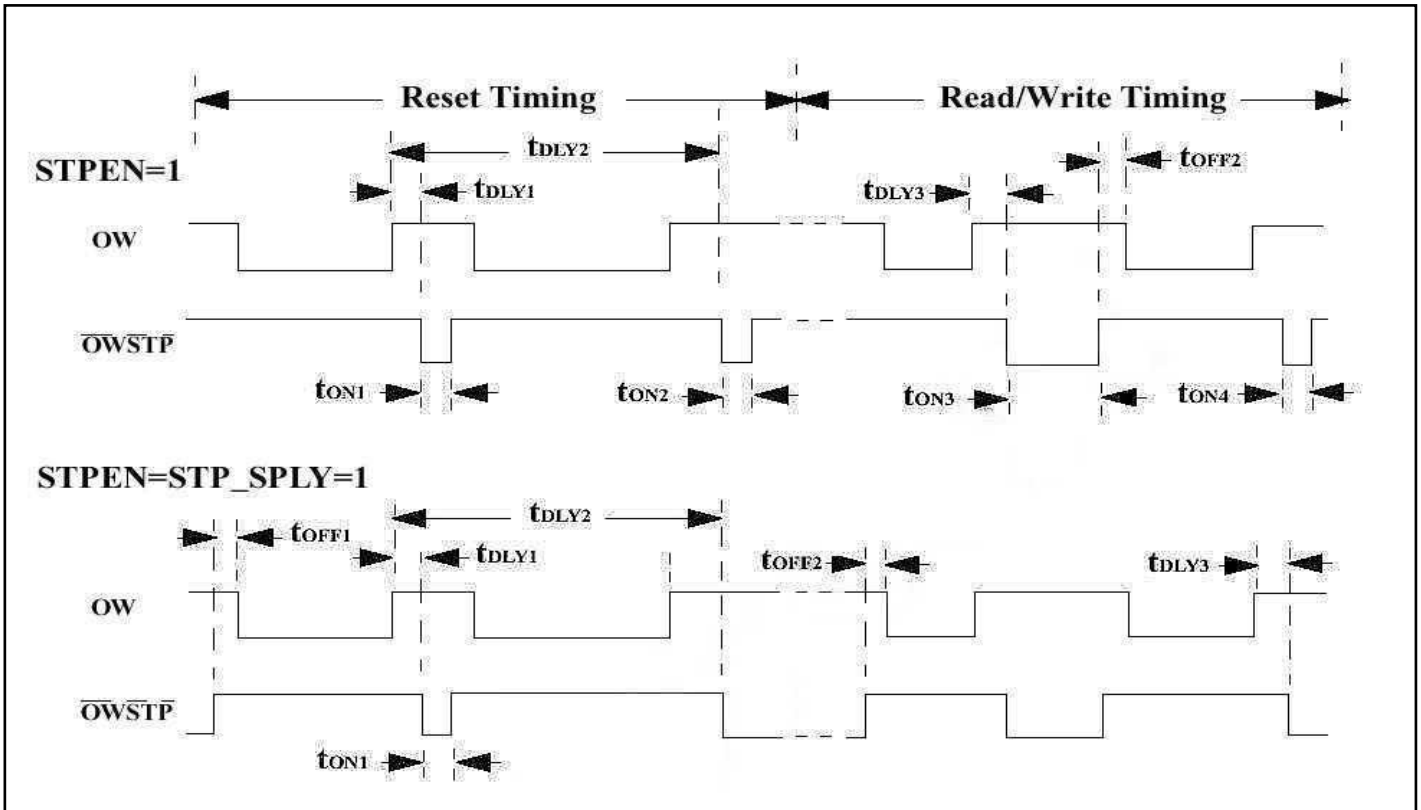 Reset Timing Read/Write Timing
tDLY2 tOFF2
STPEN=1
tDLY1 tDLY3
OW
OWSTP
tON1 tON2 tON3 tON4
STPEN=STP_SPLY=1
tDLY2
tOFF1 tDLY1 tOFF2 tDLY3
OW
OWSTP
tON1